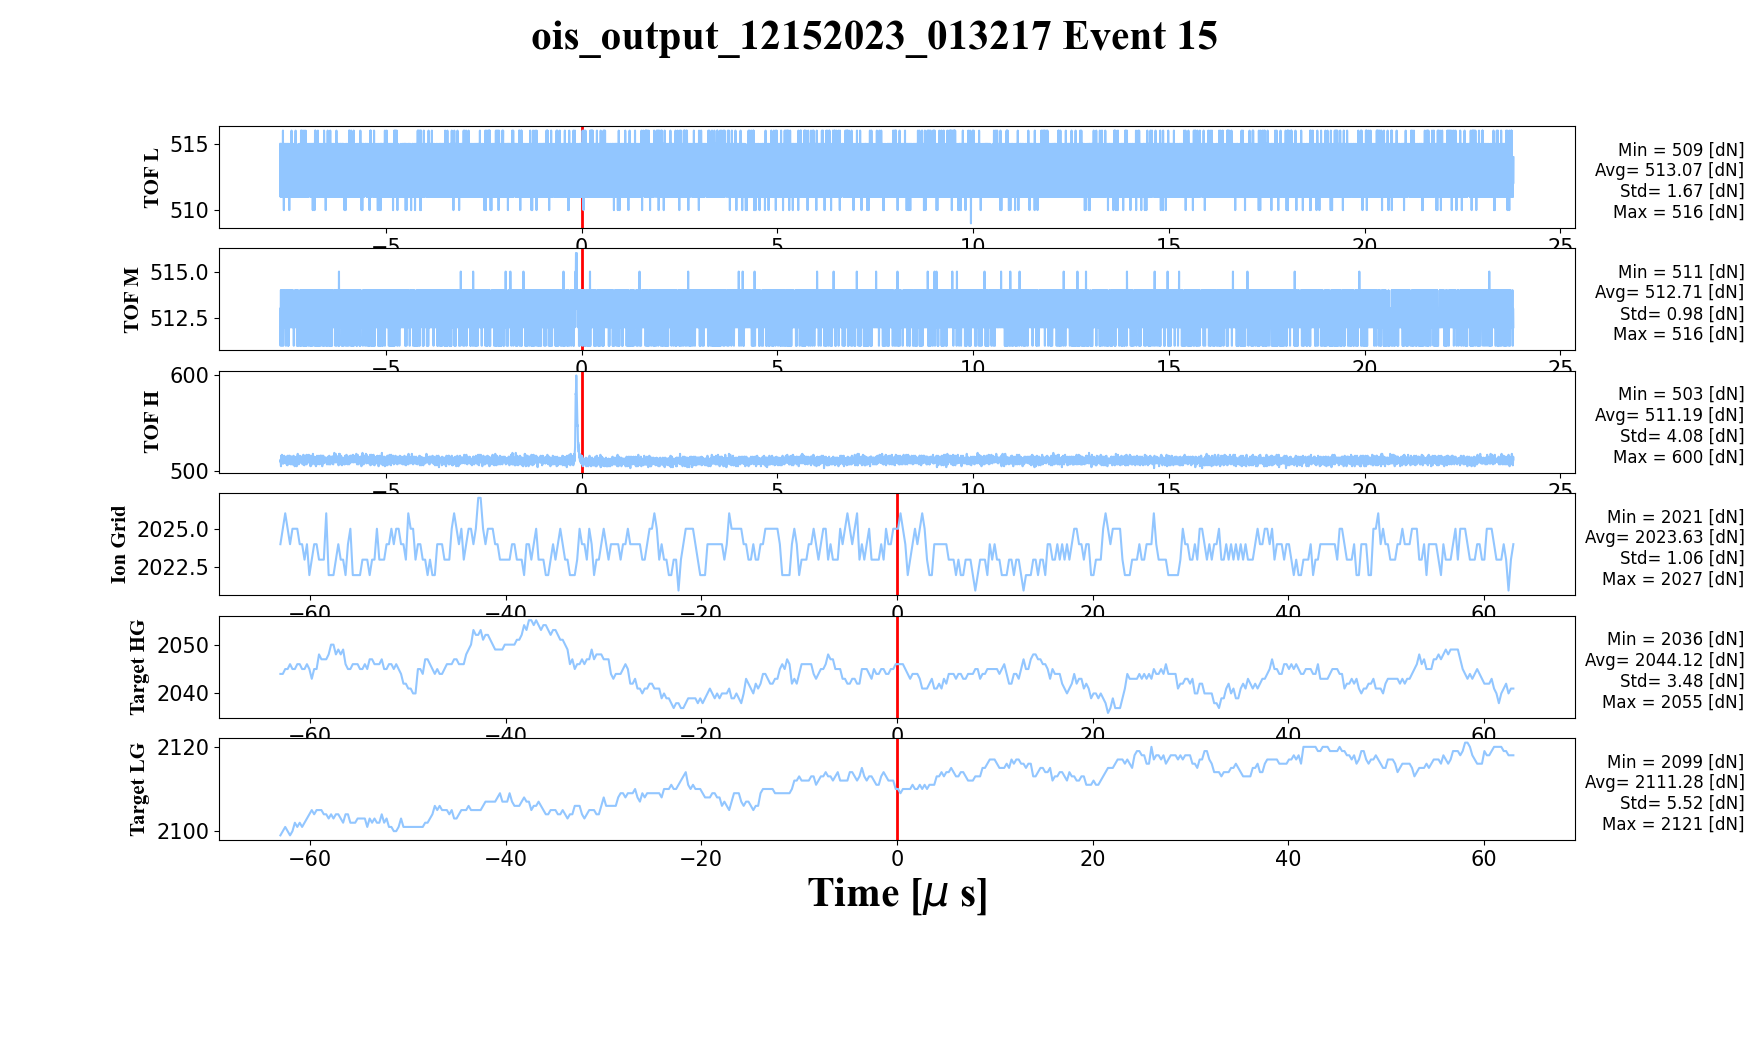 ois_output_12152023_013217 Event 15
TOF L
515
510
−5
0
5
10
15
20
25
Min = 509 [dN]
Avg= 513.07 [dN]
Std= 1.67 [dN]
Max = 516 [dN]
TOF M
515.0
512.5
−5
0
5
10
15
20
25
Min = 511 [dN]
Avg= 512.71 [dN]
Std= 0.98 [dN]
Max = 516 [dN]
TOF H
600
500
−5
0
5
10
15
20
25
Min = 503 [dN]
Avg= 511.19 [dN]
Std= 4.08 [dN]
Max = 600 [dN]
Ion Grid
2025.0
2022.5
−60
−40
−20
0
20
40
60
Min = 2021 [dN]
Avg= 2023.63 [dN]
Std= 1.06 [dN]
Max = 2027 [dN]
Target HG
2050
2040
−60
−40
−20
0
20
40
60
Min = 2036 [dN]
Avg= 2044.12 [dN]
Std= 3.48 [dN]
Max = 2055 [dN]
Target LG
2120
2100
−60
−40
−20
0
20
40
60
Min = 2099 [dN]
Avg= 2111.28 [dN]
Std= 5.52 [dN]
Max = 2121 [dN]
Time [μ s]